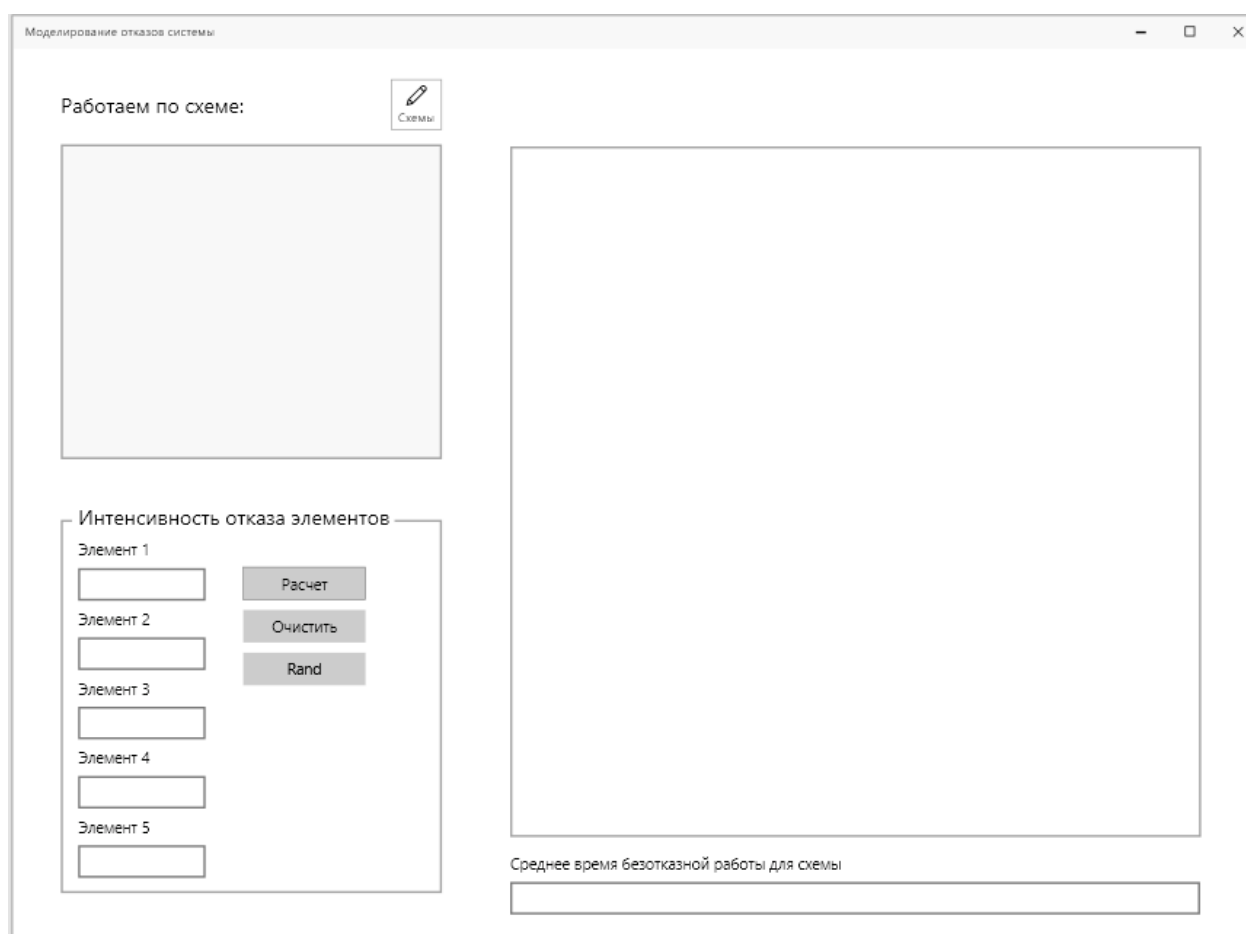 Моделирование отказов системы
Работаем по схеме:
Схемы
Интенсивность отказа элементов
Элемент 1
Расчет
Элемент 2
Очистить
Rand
Элемент 3
Элемент 4
Элемент 5
Среднее время безотказной работы для схемы